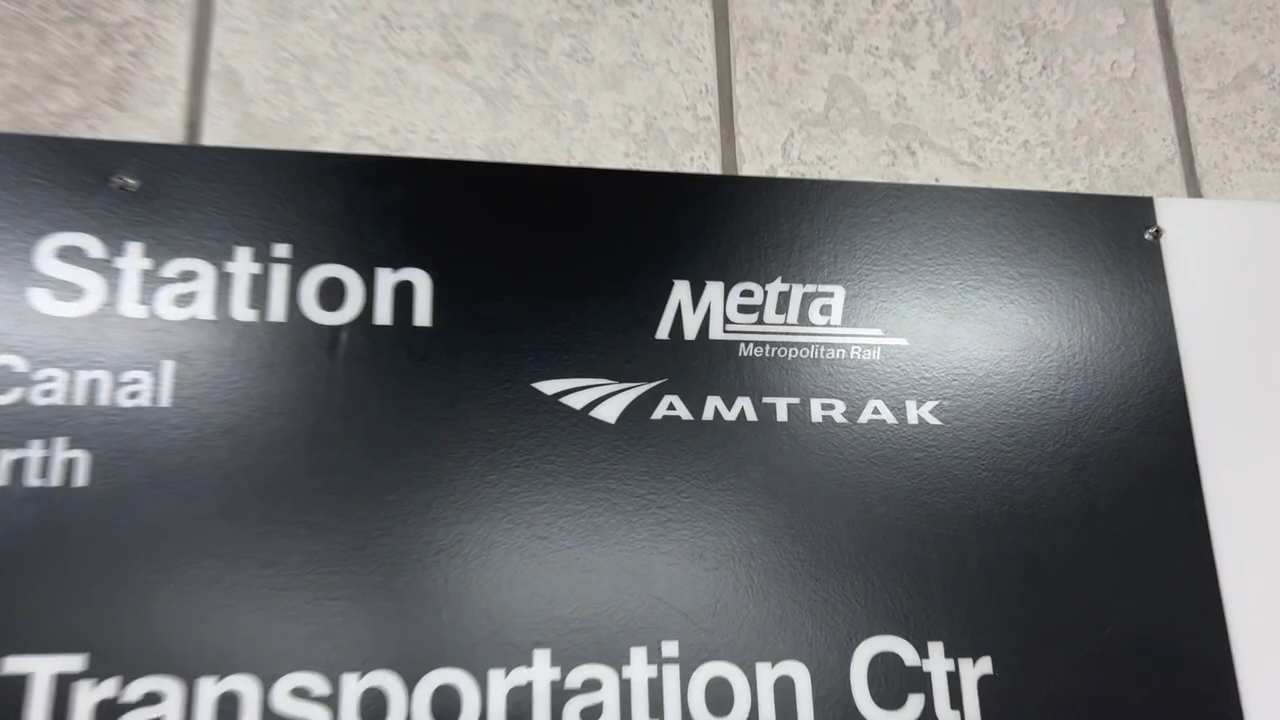 Station
Metra
Metropolitan Rail
Canal
AMTRAK
rth
Transportation Ctr